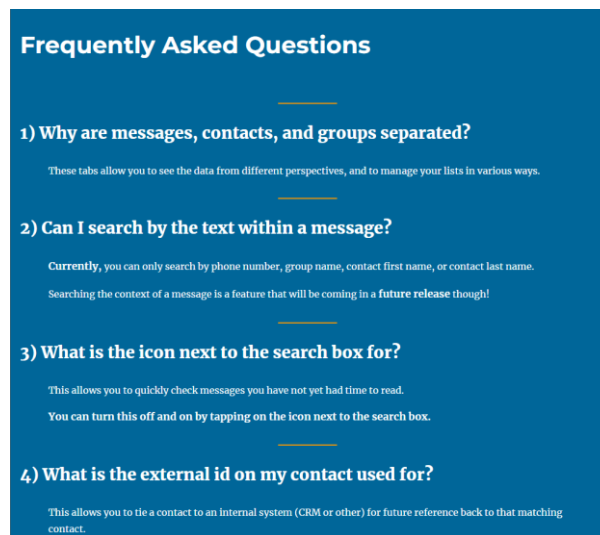 Frequently Asked Questions
1) Why are messages, contacts, and groups separated?
These tabs allow you to see the data from different perspectives, and to manage your lists in various ways.
2) Can I search by the text within a message?
Currently, you can only search by phone number, group name, contact first name, or contact last name.
Searching the context of a message is a feature that will be coming in a future release though!
3) What is the icon next to the search box for?
This allows you to quickly check messages you have not yet had time to read.
You can turn this off and on by tapping on the icon next to the search box.
4) What is the external id on my contact used for?
This allows you to tie a contact to an internal system (CRM or other) for future reference back to that matching
contact.